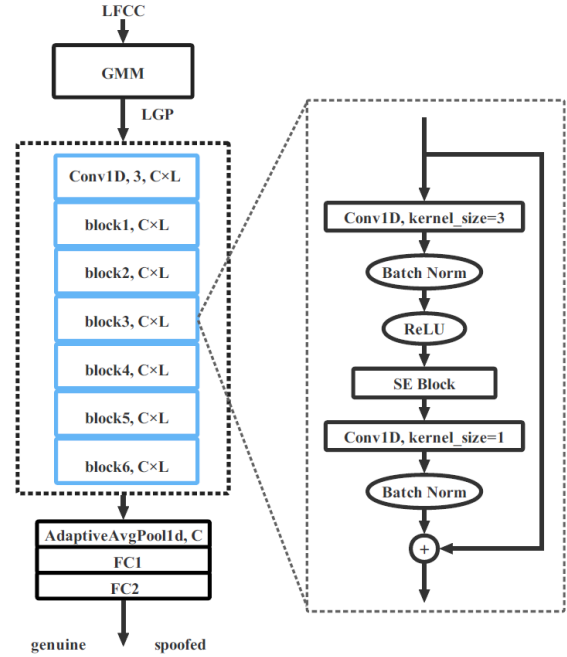 LFCC
GMM
LGP
Conv1D, 3, C×L
block1, C×L
block2, C×L
block3, C×L
block4, C×L
block5, C×L
block6, C×L
AdaptiveAvgPool1d, C
FC1
FC2
genuine spoofed
Conv1D, kernel_size=3
Batch Norm
ReLU
SE Block
Conv1D, kernel_size=1
Batch Norm
+